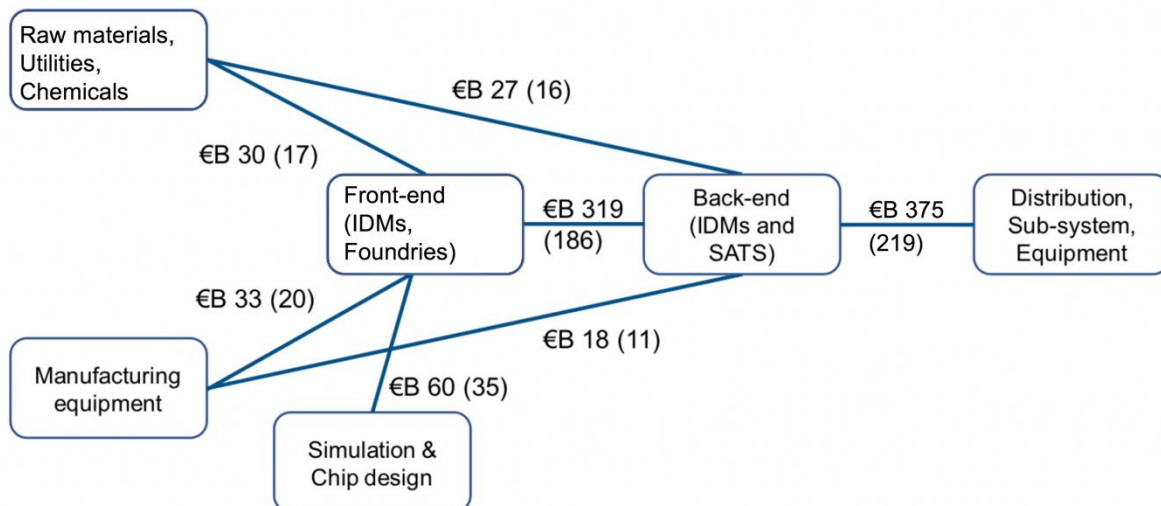 Raw materials,
Utilities,
Chemicals
€B 27 (16)
€B 30 (17)
Front-end
(IDMs,
Foundries)
€B 319
(186)
Back-end
(IDMs and
SATS)
€B 375
(219)
Distribution,
Sub-system,
Equipment
€B 33 (20)
€B 18 (11)
Manufacturing
equipment
€B 60 (35)
Simulation &
Chip design